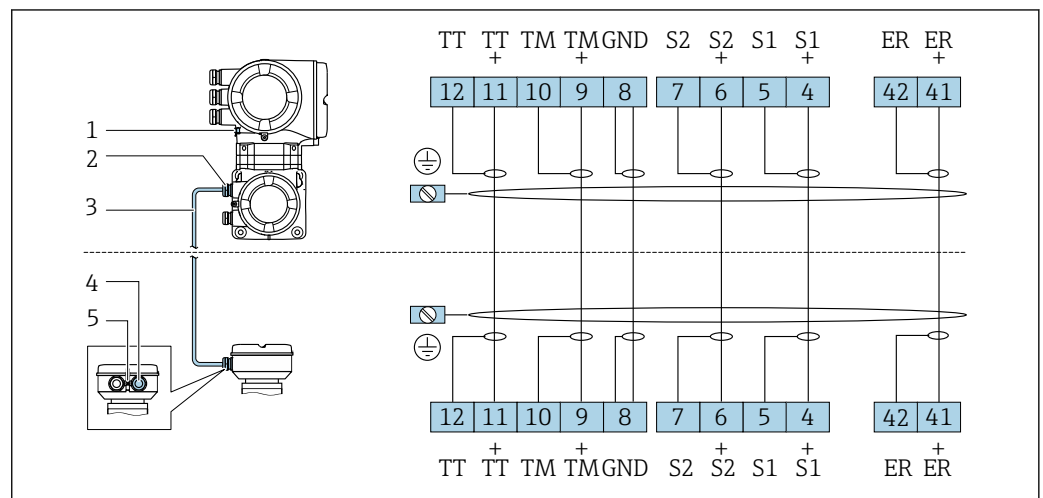 TT TT TM TM GND S2 S2 S1 S1 ER ER
+ + + + +
12 11 10 9 8 7 6 5 4 42 41
1
2
3
4
5
12 11 10 9 8 7 6 5 4 42 41
+ + + + +
TT TT TM TM GND S2 S2 S1 S1 ER ER